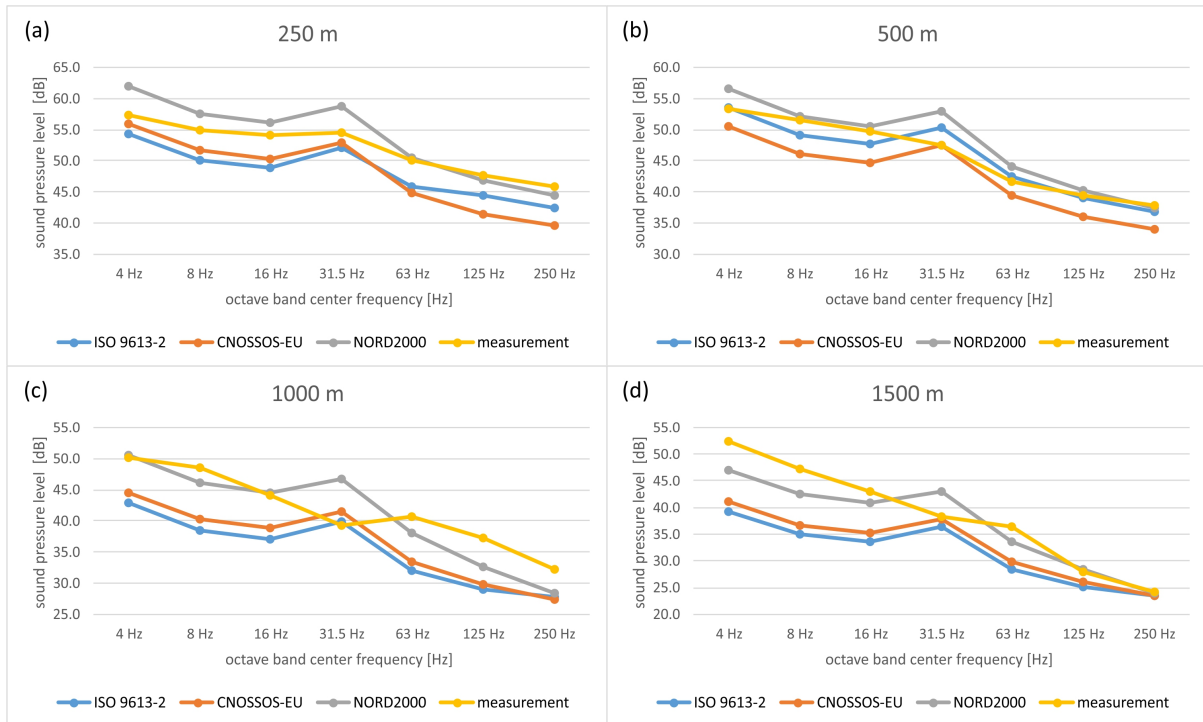 (a)
250 m
65.0
60.0
55.0
50.0
45.0
40.0
35.0
sound pressure level [dB]
4 Hz 8 Hz 16 Hz 31.5 Hz 63 Hz 125 Hz 250 Hz
octave band center frequency [Hz]
ISO 9613-2 CNOSSOS-EU NORD2000 measurement
(b)
500 m
60.0
55.0
50.0
45.0
40.0
35.0
30.0
sound pressure level [dB]
4 Hz 8 Hz 16 Hz 31.5 Hz 63 Hz 125 Hz 250 Hz
octave band center frequency [Hz]
ISO 9613-2 CNOSSOS-EU NORD2000 measurement
(c)
1000 m
55.0
50.0
45.0
40.0
35.0
30.0
25.0
sound pressure level [dB]
4 Hz 8 Hz 16 Hz 31.5 Hz 63 Hz 125 Hz 250 Hz
octave band center frequency [Hz]
ISO 9613-2 CNOSSOS-EU NORD2000 measurement
(d)
1500 m
55.0
50.0
45.0
40.0
35.0
30.0
25.0
20.0
sound pressure level [dB]
4 Hz 8 Hz 16 Hz 31.5 Hz 63 Hz 125 Hz 250 Hz
octave band center frequency [Hz]
ISO 9613-2 CNOSSOS-EU NORD2000 measurement